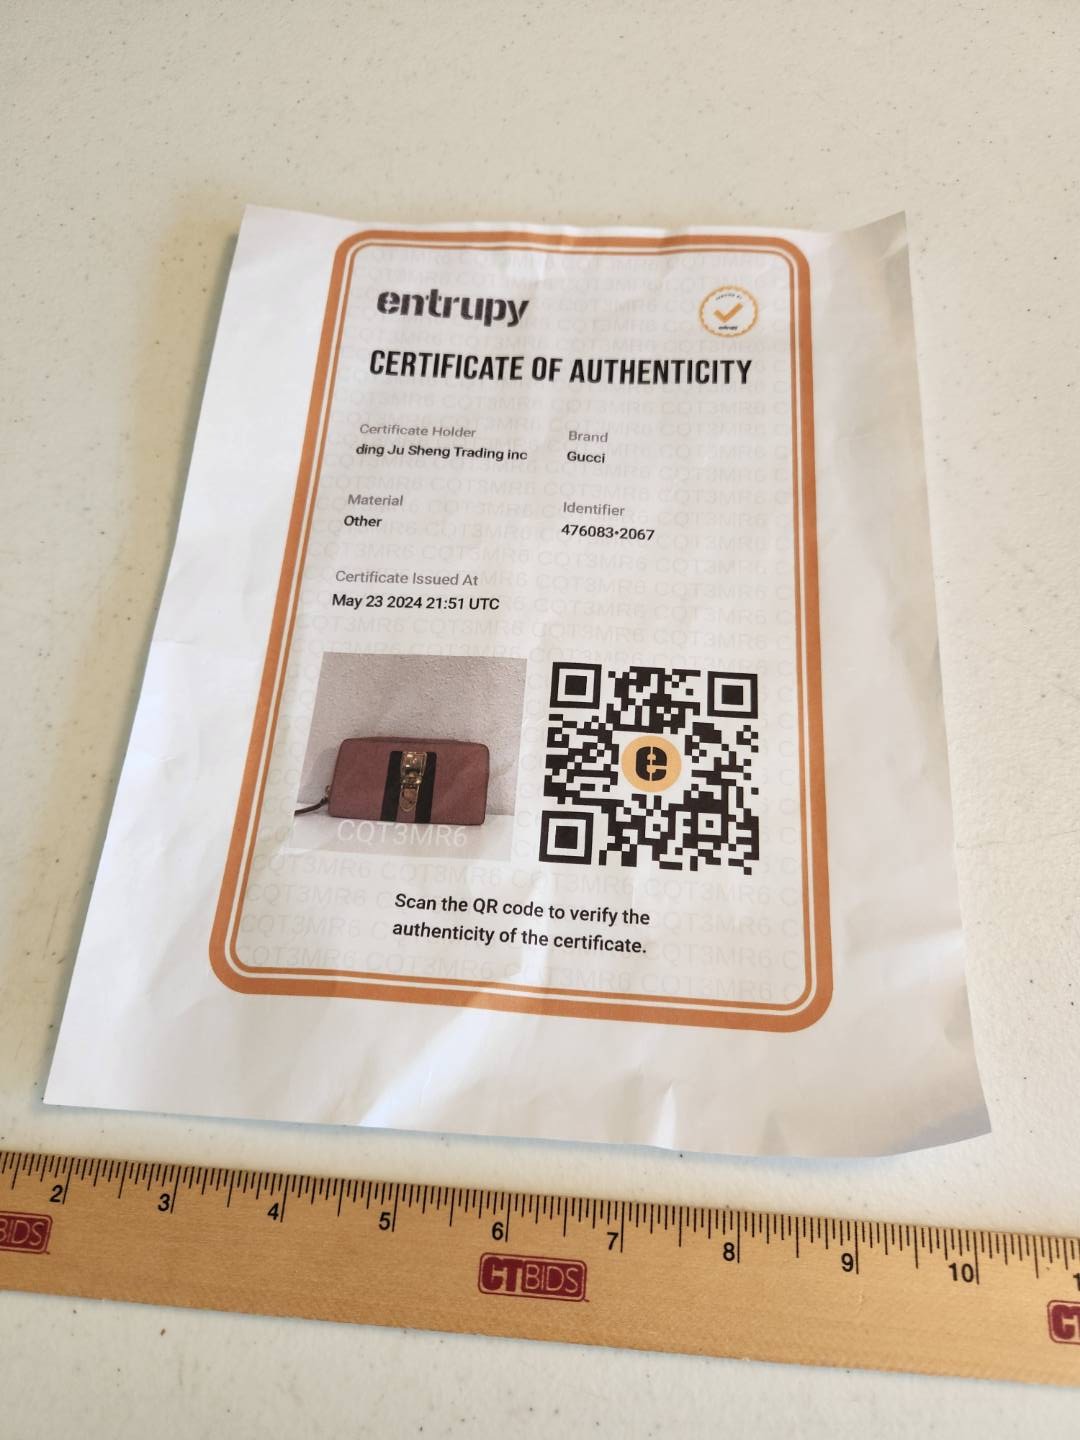 entrupy
CERTIFICATE OF AUTHENTICITY
Certificate Holder
ding Ju Sheng Trading inc
Brand
Gucci
Material
Other
Identifier
476083•2067
Certificate Issued At
May 23 2024 21:51 UTC
CQT3MR6
e
Scan the QR code to verify the
authenticity of the certificate.
2 3 4 5 6 7 8 9 10
BIDS
CTBIDS
CT